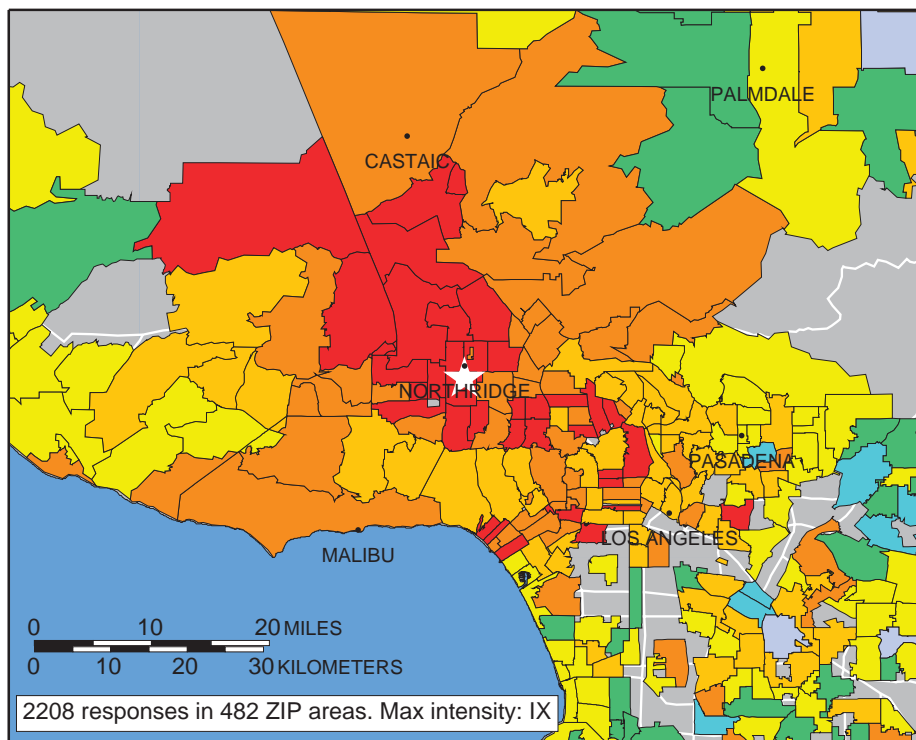 PALMDALE
CASTAIC
NORTHRIDGE
PASADENA
LOS ANGELES
MALIBU
0 10 20 MILES
0 10 20 30 KILOMETERS
2208 responses in 482 ZIP areas. Max intensity: IX